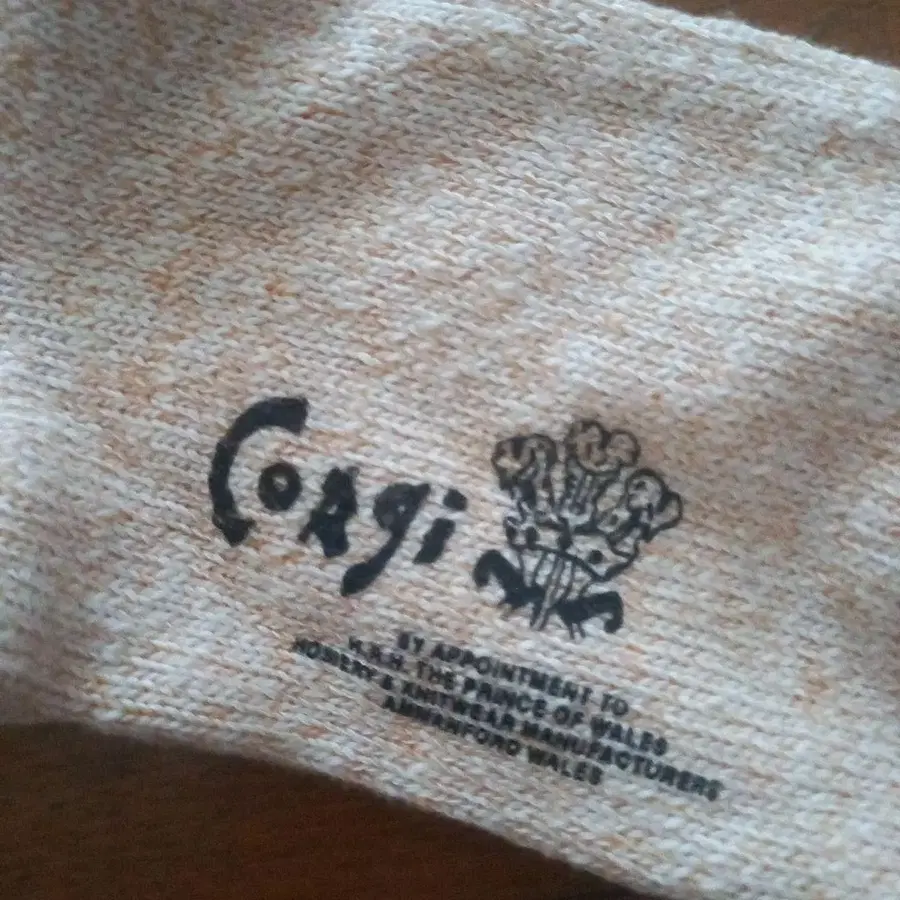 Corgi
BY APPOINTMENT TO
H.R.H. THE PRINCE OF WALES
HOSIERY & KNITWEAR MANUFACTURERS
AMMANFORD WALES